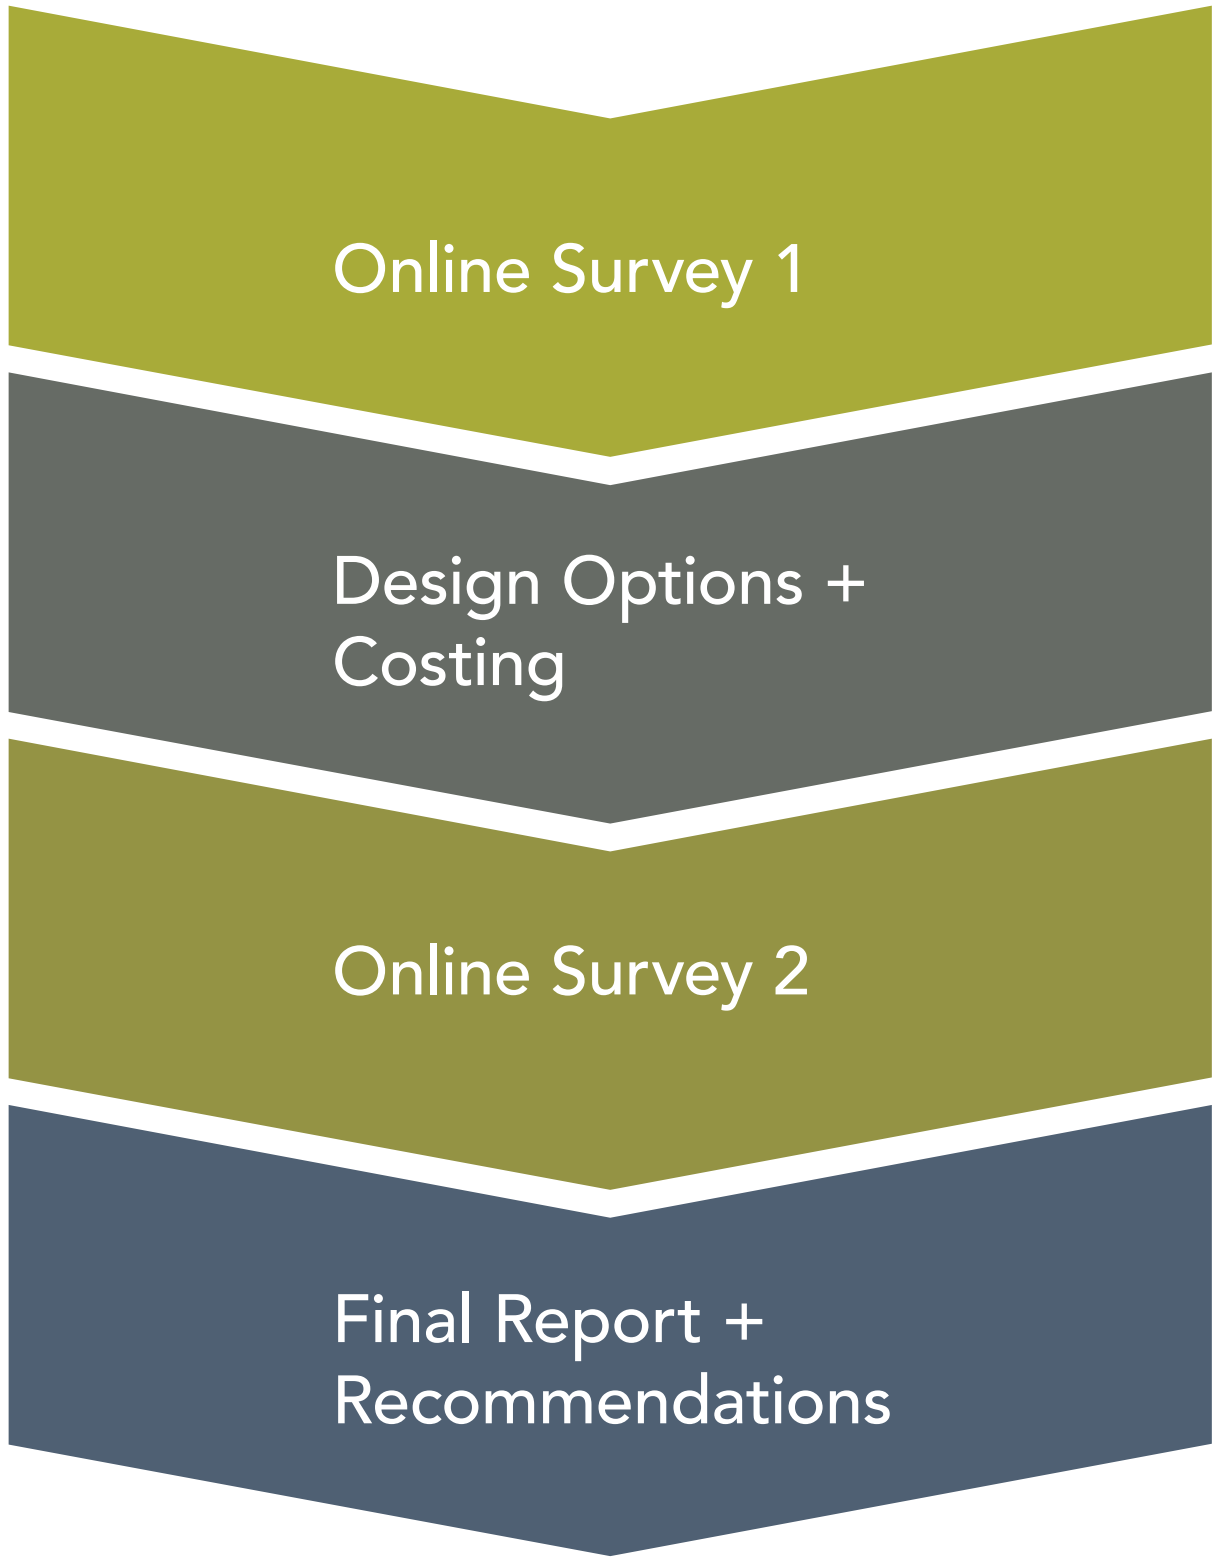 Online Survey 1
Design Options +
Costing
Online Survey 2
Final Report +
Recommendations